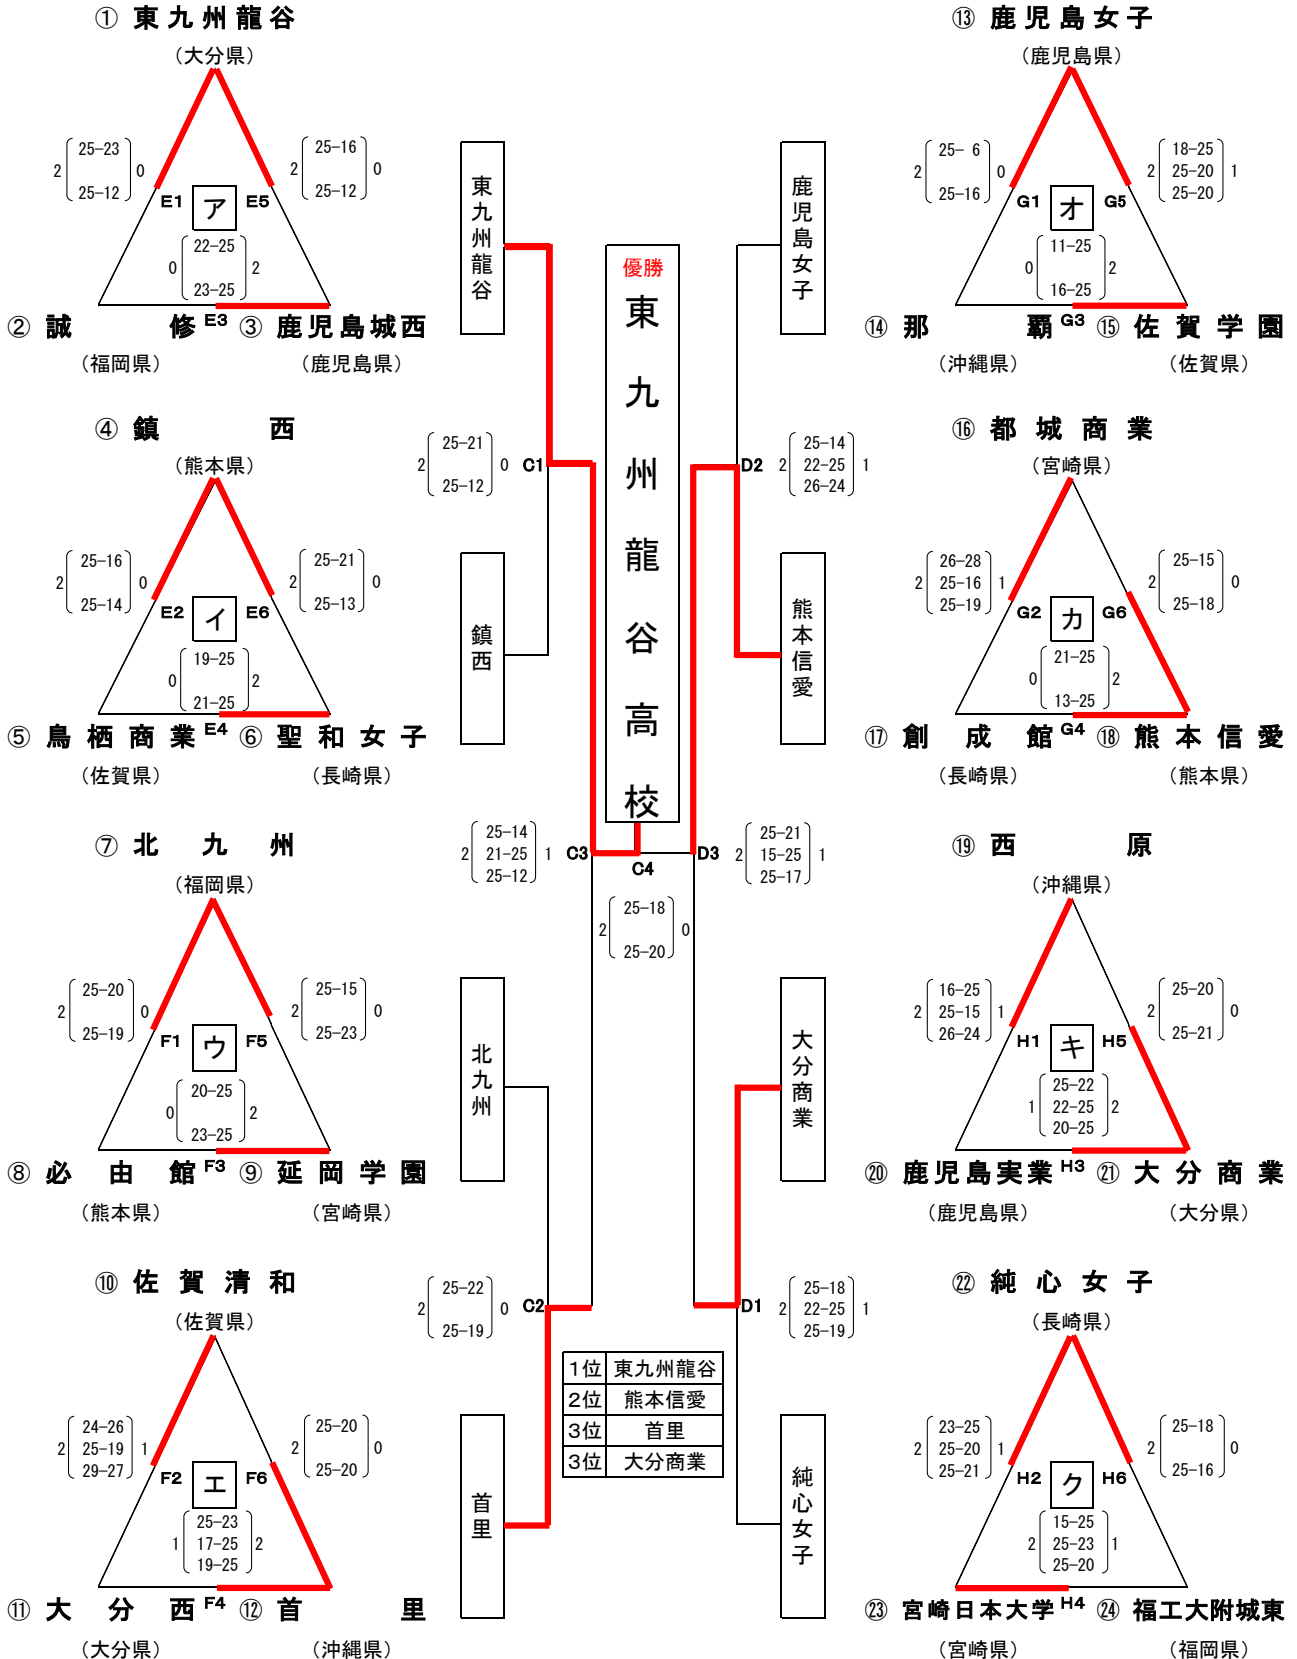 ① 東九州龍谷
（大分県）
2 25−23 25−12 0
2 25−16 25−12 0
E1 ア E5
0 22−25 23−25 2
② 誠修 E3 ③ 鹿児島城西
（福岡県） （鹿児島県）
④ 鎮西
（熊本県）
2 25−16 25−14 0
2 25−21 25−13 0
E2 イ E6
0 19−25 21−25 2
⑤ 鳥栖商業 E4 ⑥ 聖和女子
（佐賀県） （長崎県）
⑦ 北九州
（福岡県）
2 25−20 25−19 0
2 25−15 25−23 0
F1 ウ F5
0 20−25 23−25 2
⑧ 必由館 F3 ⑨ 延岡学園
（熊本県） （宮崎県）
⑩ 佐賀清和
（佐賀県）
2 24−26 25−19 29−27 1
2 25−20 25−20 0
F2 エ F6
1 25−23 17−25 19−25 2
⑪ 大分西 F4 ⑫ 首里
（大分県） （沖縄県）
東九州龍谷
2 25−21 25−12 0 C1
鎮西
2 25−14 21−25 25−12 1 C3
北九州
2 25−22 25−19 0 C2
首里
優勝
東九州龍谷高校
C4
2 25−18 25−20 0
1位 東九州龍谷
2位 熊本信愛
3位 首里
3位 大分商業
鹿児島女子
D2 2 25−14 22−25 26−24 1
熊本信愛
D3 2 25−21 15−25 25−17 1
大分商業
D1 2 25−18 22−25 25−19 1
純心女子
⑬ 鹿児島女子
（鹿児島県）
2 25− 6 25−16 0
2 18−25 25−20 25−20 1
G1 オ G5
0 11−25 16−25 2
⑭ 那覇 G3 ⑮ 佐賀学園
（沖縄県） （佐賀県）
⑯ 都城商業
（宮崎県）
2 26−28 25−16 25−19 1
2 25−15 25−18 0
G2 カ G6
0 21−25 13−25 2
⑰ 創成館 G4 ⑱ 熊本信愛
（長崎県） （熊本県）
⑲ 西原
（沖縄県）
2 16−25 25−15 26−24 1
2 25−20 25−21 0
H1 キ H5
1 25−22 22−25 20−25 2
⑳ 鹿児島実業 H3 ㉑ 大分商業
（鹿児島県） （大分県）
㉒ 純心女子
（長崎県）
2 23−25 25−20 25−21 1
2 25−18 25−16 0
H2 ク H6
2 15−25 25−23 25−20 1
㉓ 宮崎日本大学 H4 ㉔ 福工大附城東
（宮崎県） （福岡県）